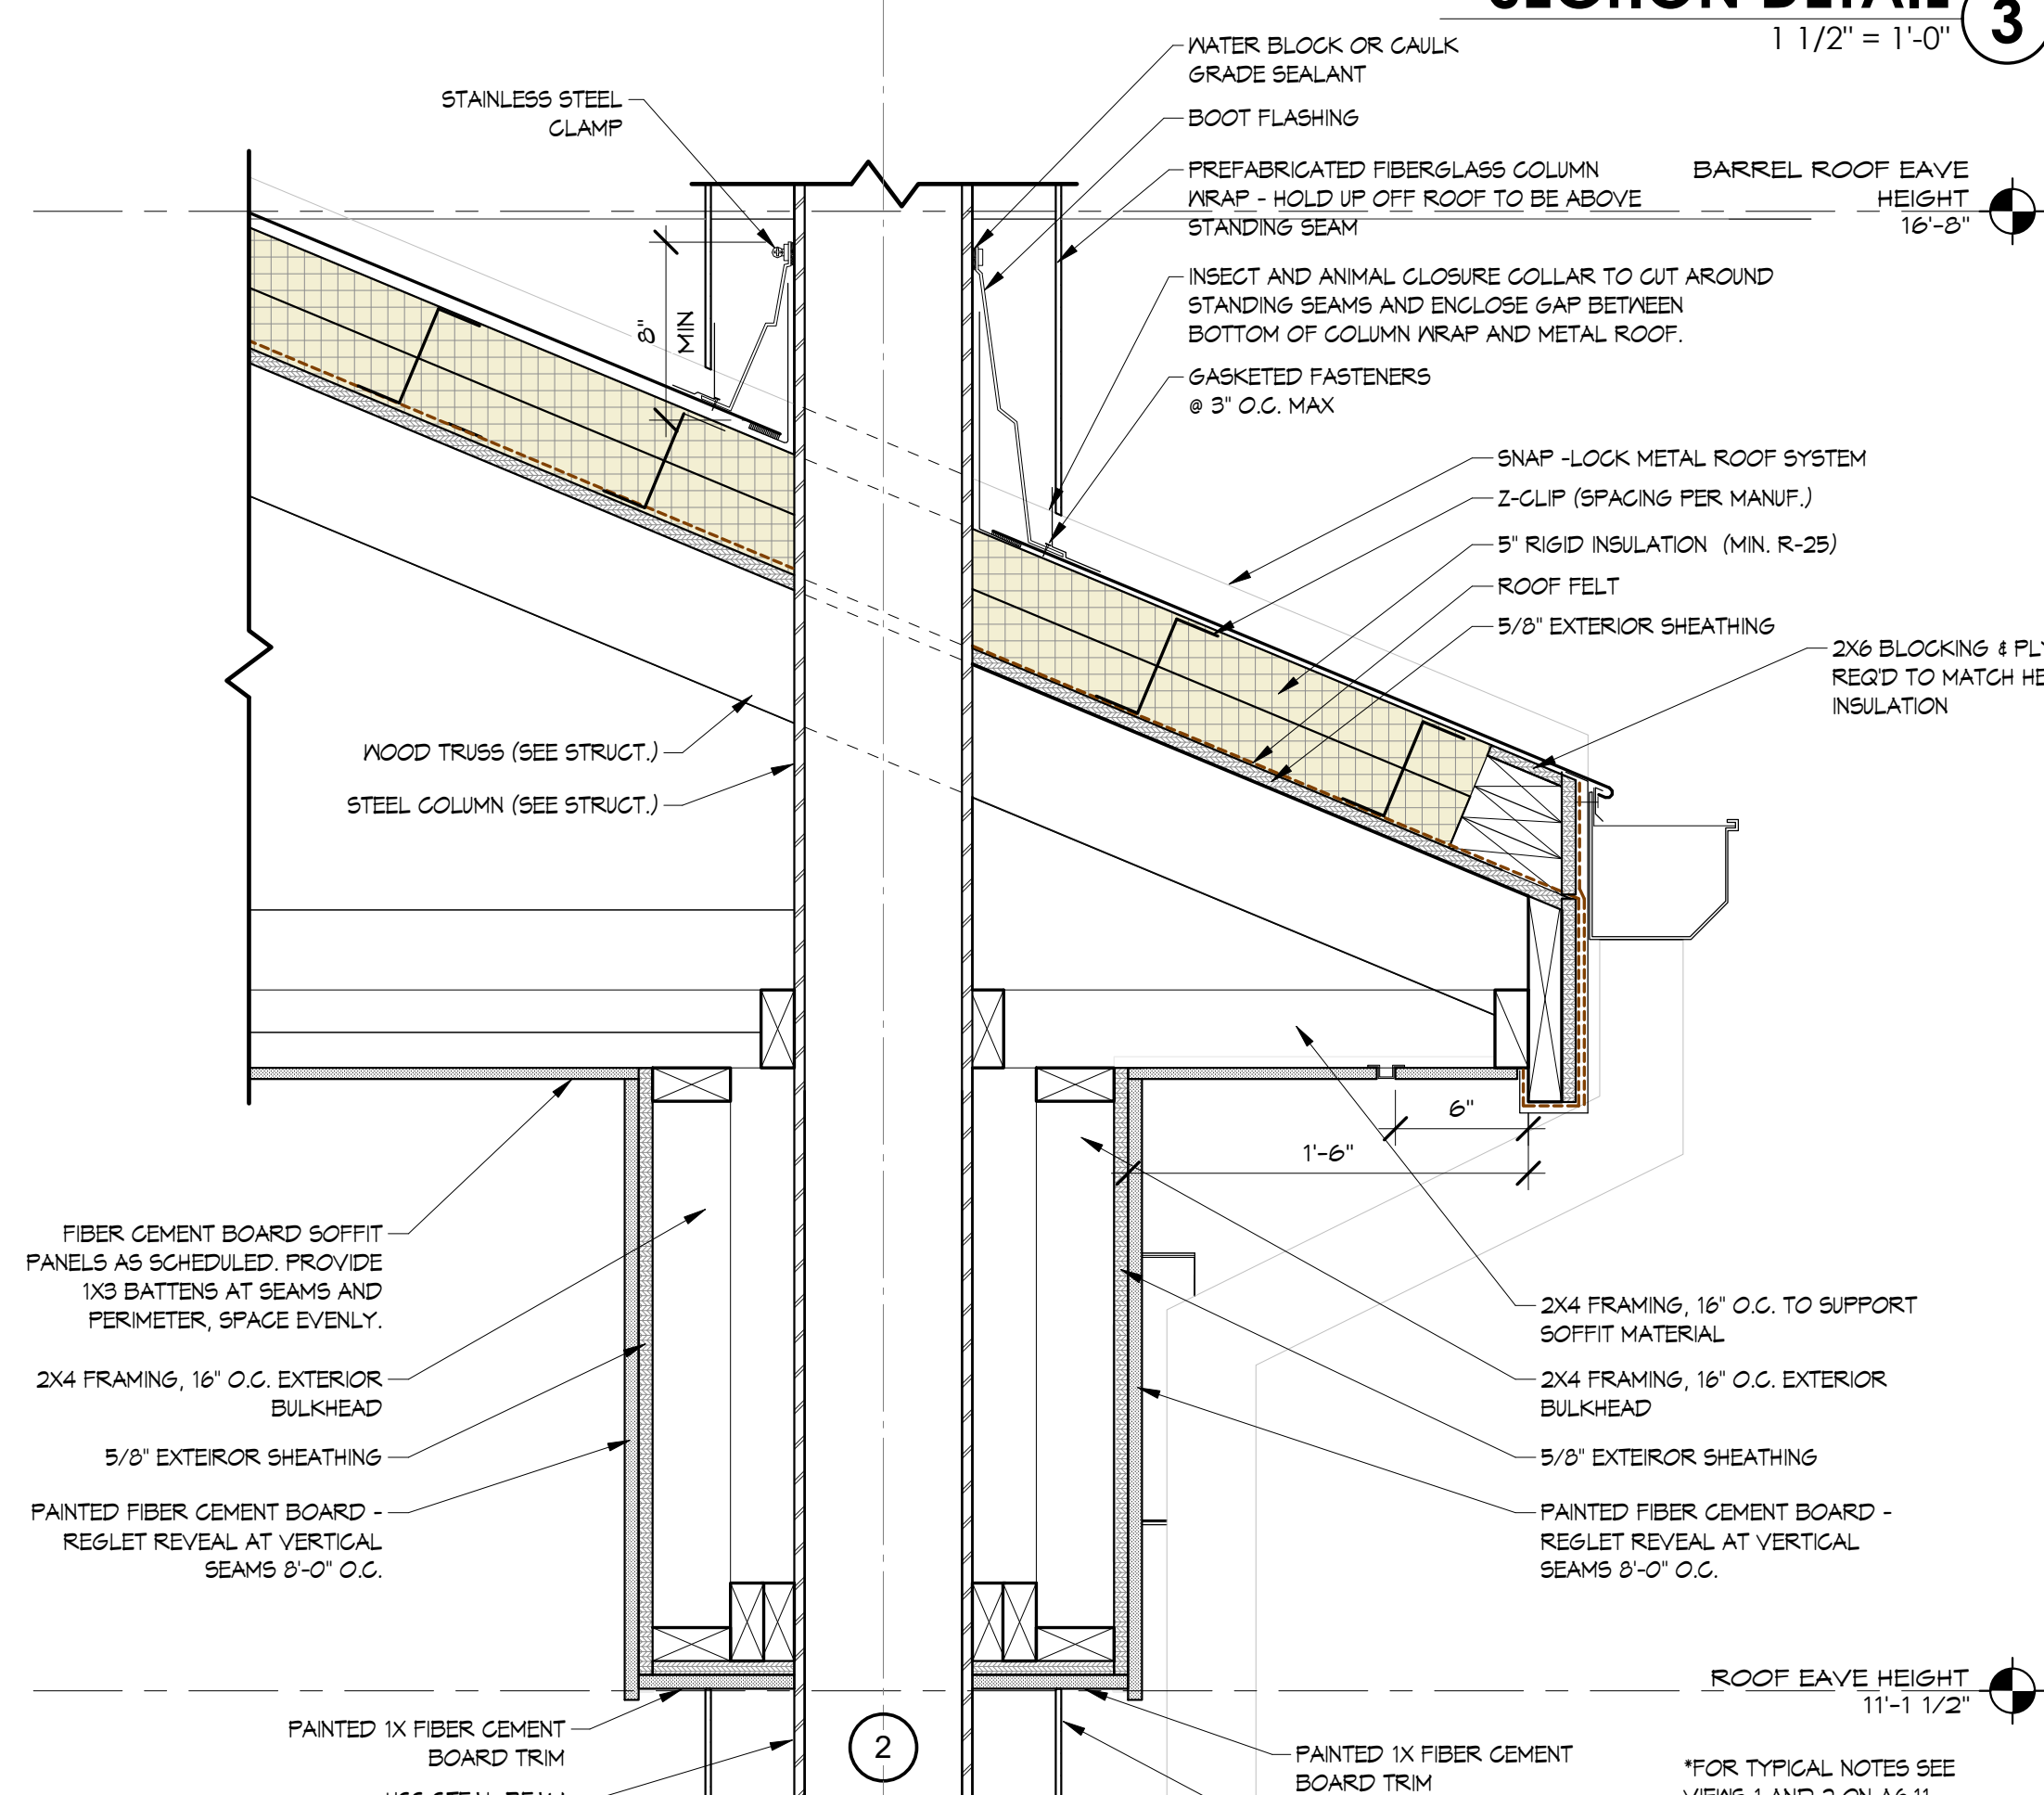 SECTION DETAIL
3
1 1/2" = 1'-0"
WATER BLOCK OR CAULK
GRADE SEALANT
STAINLESS STEEL
CLAMP
BOOT FLASHING
PREFABRICATED FIBERGLASS COLUMN
WRAP - HOLD UP OFF ROOF TO BE ABOVE
STANDING SEAM
BARREL ROOF EAVE
HEIGHT
16'-8"
INSECT AND ANIMAL CLOSURE COLLAR TO CUT AROUND
STANDING SEAMS AND ENCLOSE GAP BETWEEN
BOTTOM OF COLUMN WRAP AND METAL ROOF.
8"
MIN
GASKETED FASTENERS
@ 3" O.C. MAX
SNAP -LOCK METAL ROOF SYSTEM
Z-CLIP (SPACING PER MANUF.)
5" RIGID INSULATION (MIN. R-25)
ROOF FELT
5/8" EXTERIOR SHEATHING
2X6 BLOCKING &
REQ'D TO MATCH
INSULATION
WOOD TRUSS (SEE STRUCT.)
STEEL COLUMN (SEE STRUCT.)
6"
1'-6"
FIBER CEMENT BOARD SOFFIT
PANELS AS SCHEDULED. PROVIDE
1X3 BATTENS AT SEAMS AND
PERIMETER, SPACE EVENLY.
2X4 FRAMING, 16" O.C. EXTERIOR
BULKHEAD
5/8" EXTEIROR SHEATHING
PAINTED FIBER CEMENT BOARD -
REGLET REVEAL AT VERTICAL
SEAMS 8'-0" O.C.
2X4 FRAMING, 16" O.C. TO SUPPORT
SOFFIT MATERIAL
2X4 FRAMING, 16" O.C. EXTERIOR
BULKHEAD
5/8" EXTEIROR SHEATHING
PAINTED FIBER CEMENT BOARD -
REGLET REVEAL AT VERTICAL
SEAMS 8'-0" O.C.
ROOF EAVE HEIGHT
11'-1 1/2"
PAINTED 1X FIBER CEMENT
BOARD TRIM
2
PAINTED 1X FIBER CEMENT
BOARD TRIM
*FOR TYPICAL NOTES SEE